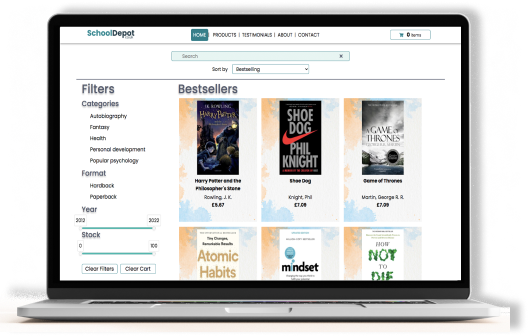 SchoolDepot
HOME PRODUCTS | TESTIMONIALS | ABOUT | CONTACT
0 items
Search
Sort by Bestselling
Filters
Categories
Autobiography
Fantasy
Health
Personal development
Popular psychology
Format
Hardback
Paperback
Year
2012 2022
Stock
0 100
Clear Filters Clear Cart
Bestsellers
J.K. ROWLING
HARRY POTTER
Harry Potter and the
Philosopher's Stone
Rowling, J. K.
£5.87
SHOE
DOG
PHIL
KNIGHT
Shoe Dog
Knight, Phil
£7.09
A GAME OF
THRONES
Game of Thrones
Martin, George R. R.
£7.09
Tiny Changes,
Remarkable Results
Atomic
Habits
mindset
HOW
NOT
TO
DIE